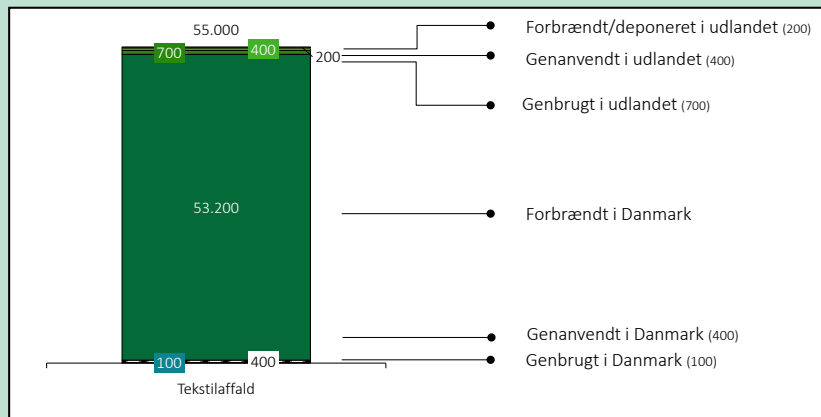 55.000
700
400
200
53.200
100
400
Tekstilaffald
Forbrændt/deponeret i udlandet (200)
Genanvendt i udlandet (400)
Genbrugt i udlandet (700)
Forbrændt i Danmark
Genanvendt i Danmark (400)
Genbrugt i Danmark (100)